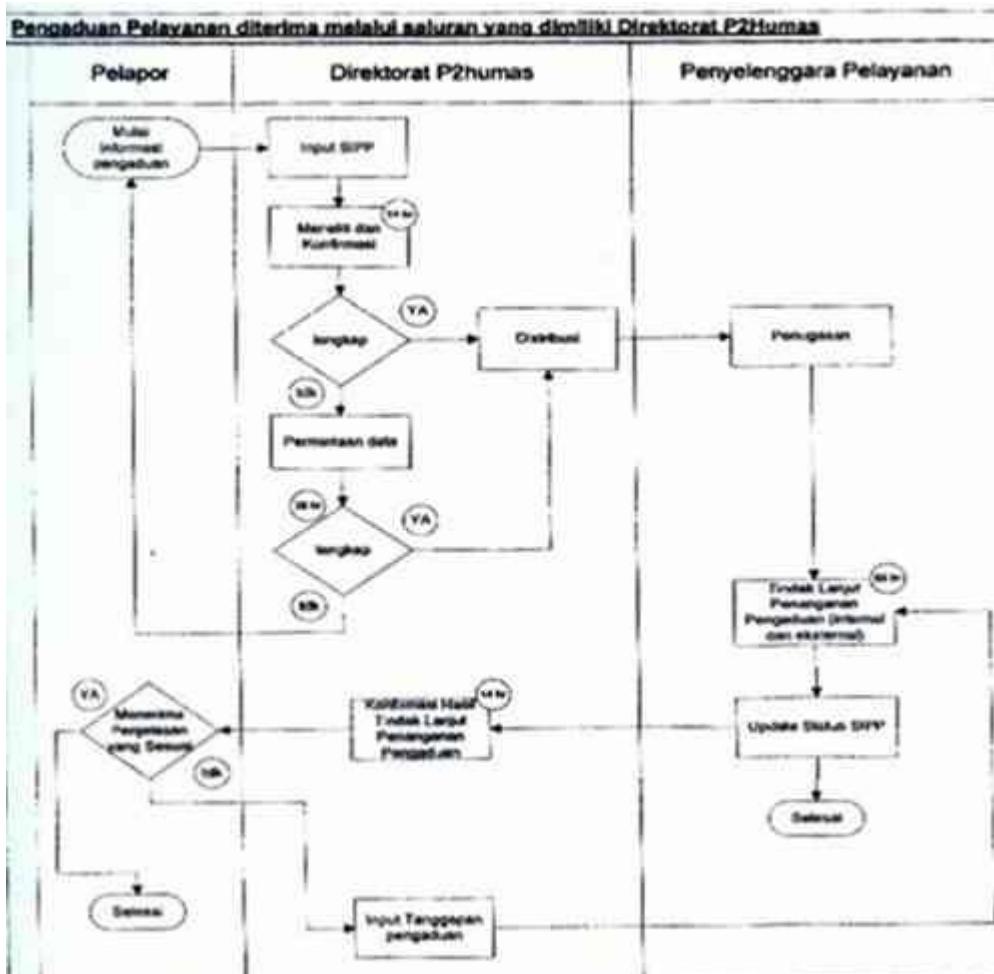 Pengaduan Pelayanan diterima melalui saluran yang dimiliki Direktorat P2Humas
Pelapor
Direktorat P2humas
Penyelenggara Pelayanan
Mulai
Informasi
pengaduan
Input SIPP
14 hr
Meneliti dan
Konfirmasi
lengkap
YA
Distribusi
Penugasan
tdk
Permintaan data
lengkap
YA
tdk
Tindak Lanjut
Penanganan
Pengaduan (internal
dan eksternal)
YA
Menerima
Penjelasan
yang Sesuai
tdk
14 hr
Konfirmasi Hasil
Tindak Lanjut
Penanganan
Pengaduan
Update Status SIPP
Selesai
Selesai
Input Tanggapan
pengaduan